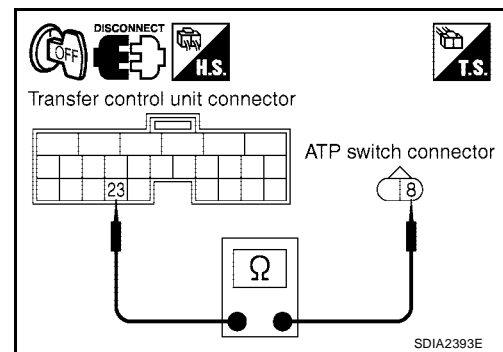 DISCONNECT
OFF
H.S.
T.S.
Transfer control unit connector
ATP switch connector
23
8
Ω
SDIA2393E